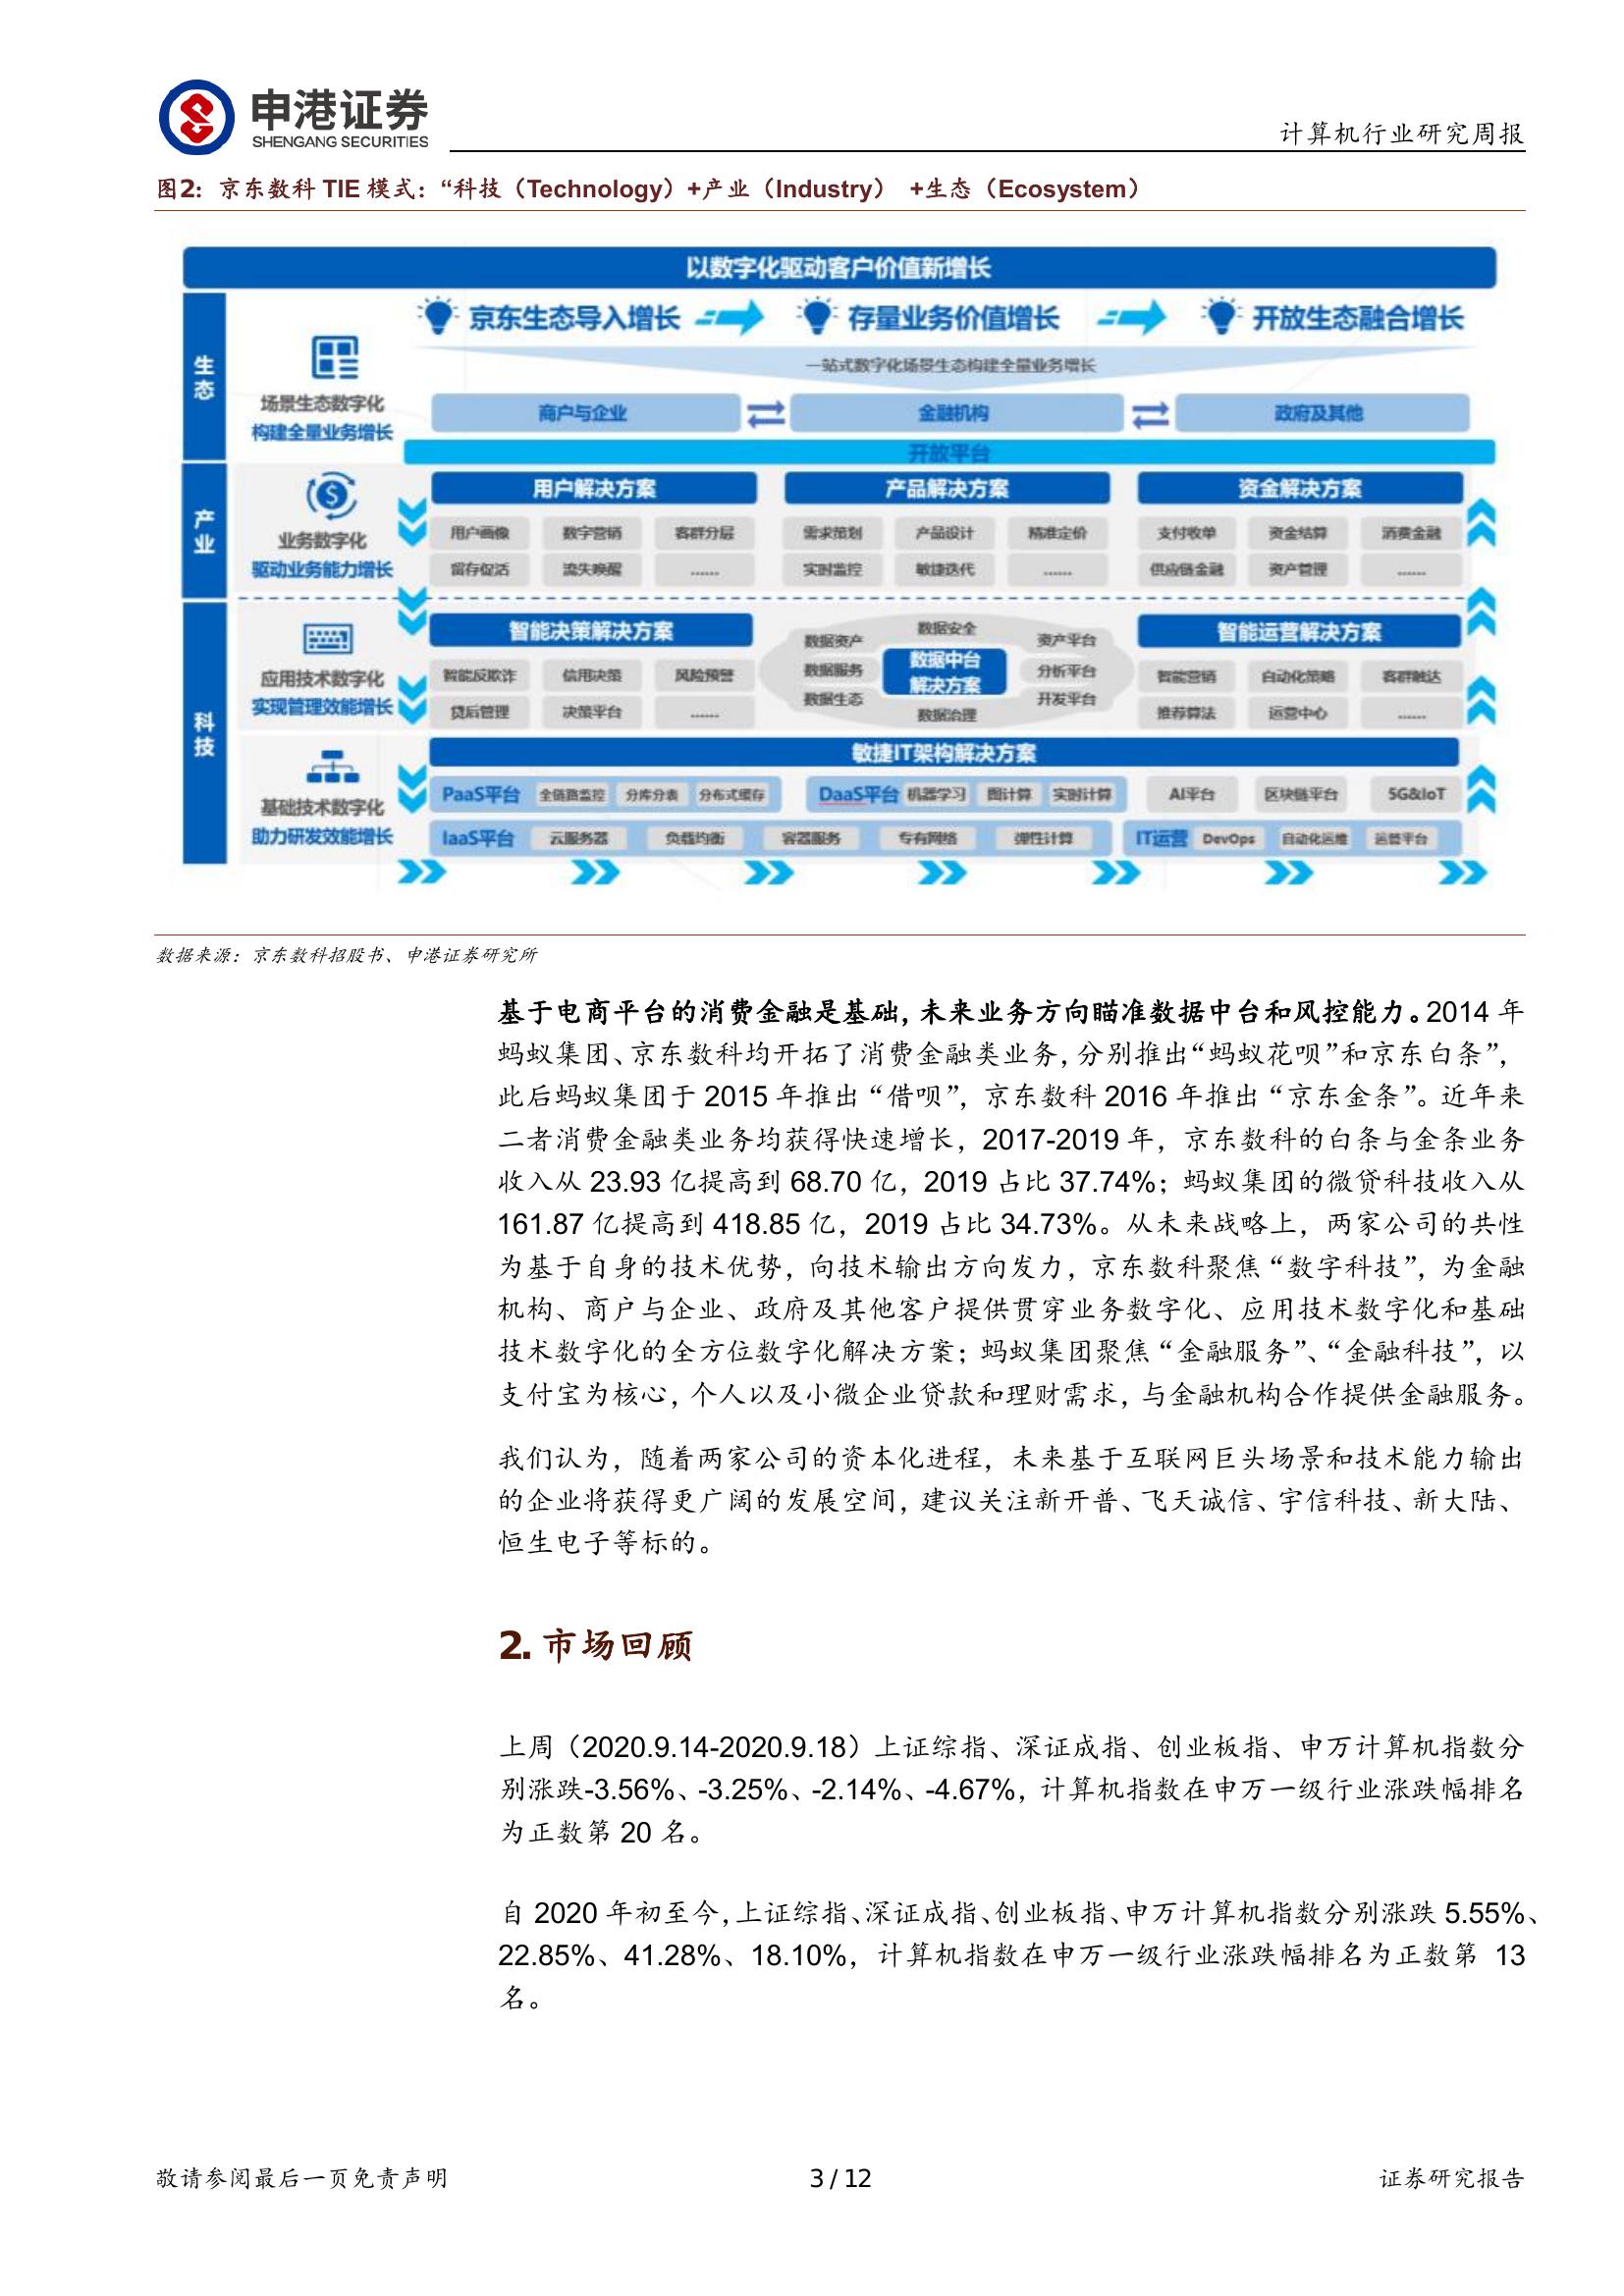 申港证券
SHENGANG SECURITIES
计算机行业研究周报
图2：京东数科 TIE 模式：“科技（Technology）+产业（Industry） +生态（Ecosystem）
以数字化驱动客户价值新增长
生态
京东生态导入增长
存量业务价值增长
开放生态融合增长
一站式数字化场景生态构建全量业务增长
场景生态数字化
构建全量业务增长
商户与企业
金融机构
政府及其他
开放平台
产业
业务数字化
驱动业务能力增长
用户解决方案
产品解决方案
资金解决方案
用户画像 数字营销 客群分层
需求策划 产品设计 精准定价
支付收单 资金结算 消费金融
留存促活 流失唤醒 ......
实时监控 敏捷迭代 ......
供应链金融 资产管理 ......
科技
应用技术数字化
实现管理效能增长
智能决策解决方案
智能反欺诈 信用决策 风险预警
贷后管理 决策平台 ......
数据安全
数据资产 资产平台
数据中台
解决方案
数据服务 分析平台
数据生态 开发平台
数据治理
智能运营解决方案
智能营销 自动化策略 客群触达
推荐算法 运营中心 ......
基础技术数字化
助力研发效能增长
敏捷IT架构解决方案
PaaS平台 全链路监控 分库分表 分布式缓存
DaaS平台 机器学习 图计算 实时计算
AI平台 区块链平台 5G&IoT
IaaS平台 云服务器 负载均衡 容器服务 专有网络 弹性计算
IT运营 DevOps 自动化运维 运营平台
数据来源：京东数科招股书、申港证券研究所
基于电商平台的消费金融是基础，未来业务方向瞄准数据中台和风控能力。2014 年
蚂蚁集团、京东数科均开拓了消费金融类业务，分别推出“蚂蚁花呗”和京东白条”，
此后蚂蚁集团于 2015 年推出“借呗”，京东数科 2016 年推出“京东金条”。近年来
二者消费金融类业务均获得快速增长，2017-2019 年，京东数科的白条与金条业务
收入从 23.93 亿提高到 68.70 亿，2019 占比 37.74%；蚂蚁集团的微贷科技收入从
161.87 亿提高到 418.85 亿，2019 占比 34.73%。从未来战略上，两家公司的共性
为基于自身的技术优势，向技术输出方向发力，京东数科聚焦“数字科技”，为金融
机构、商户与企业、政府及其他客户提供贯穿业务数字化、应用技术数字化和基础
技术数字化的全方位数字化解决方案；蚂蚁集团聚焦“金融服务”、“金融科技”，以
支付宝为核心，个人以及小微企业贷款和理财需求，与金融机构合作提供金融服务。
我们认为，随着两家公司的资本化进程，未来基于互联网巨头场景和技术能力输出
的企业将获得更广阔的发展空间，建议关注新开普、飞天诚信、宇信科技、新大陆、
恒生电子等标的。
2. 市场回顾
上周（2020.9.14-2020.9.18）上证综指、深证成指、创业板指、申万计算机指数分
别涨跌-3.56%、-3.25%、-2.14%、-4.67%，计算机指数在申万一级行业涨跌幅排名
为正数第 20 名。
自 2020 年初至今，上证综指、深证成指、创业板指、申万计算机指数分别涨跌 5.55%、
22.85%、41.28%、18.10%，计算机指数在申万一级行业涨跌幅排名为正数第 13
名。
敬请参阅最后一页免责声明
3 / 12
证券研究报告